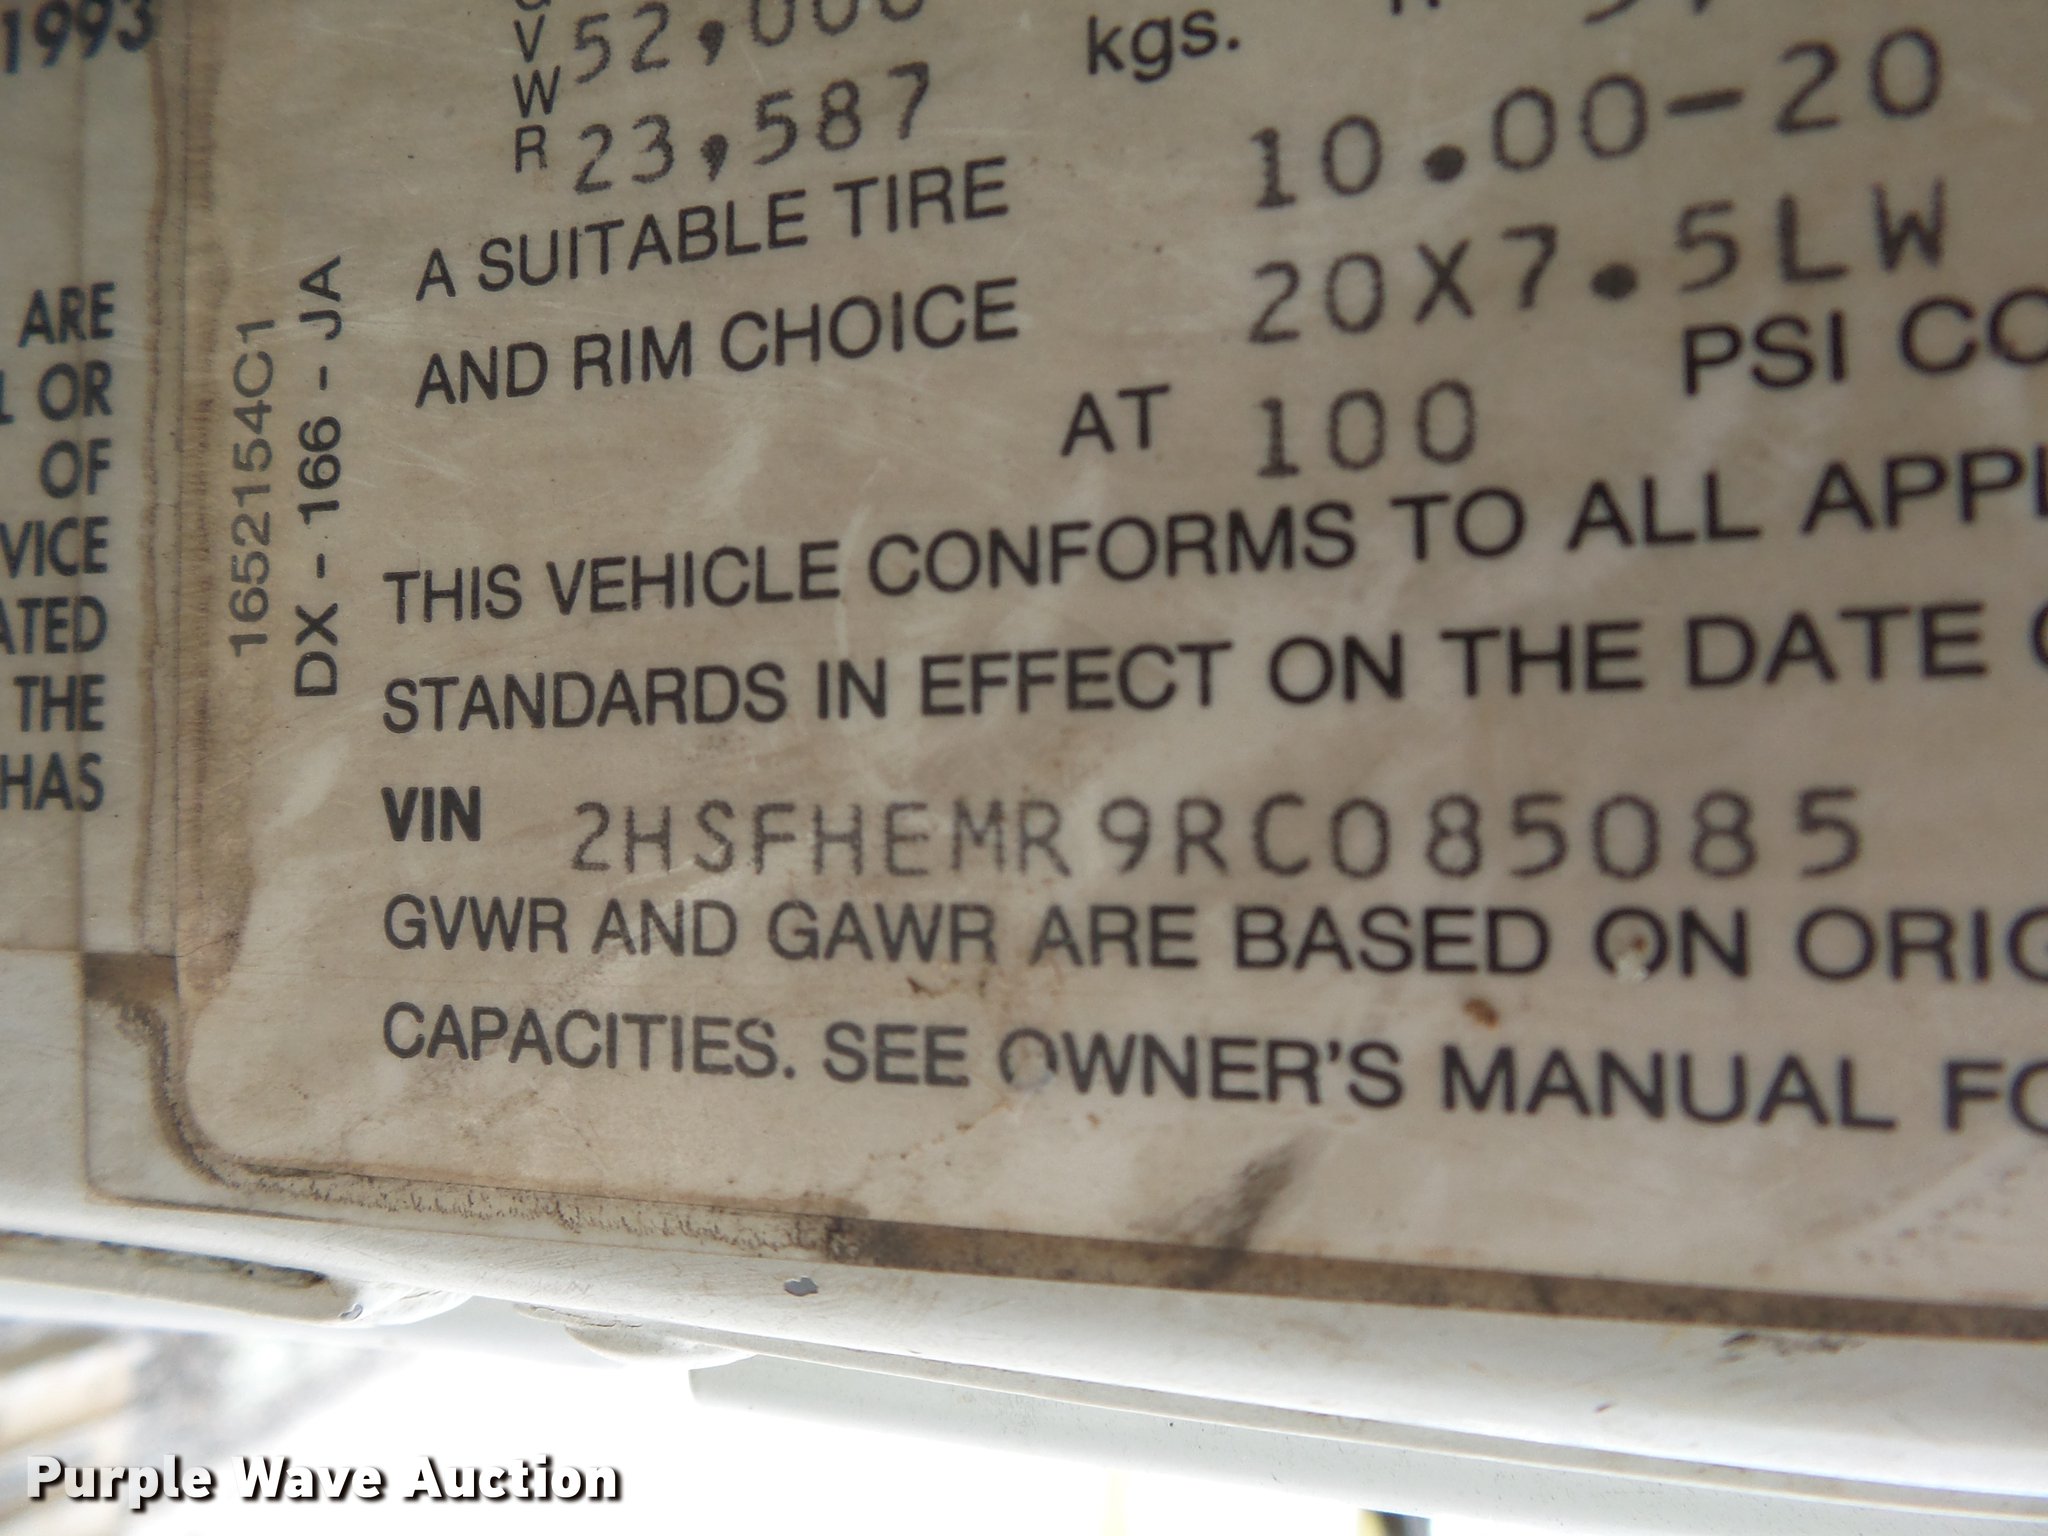 1993
ARE
OR
OF
VICE
ATED
THE
HAS
1652154C1
DX - 166 - JA
V 52,000
W
R 23,587
kgs.
A SUITABLE TIRE 10.00-20
AND RIM CHOICE 20X7.5LW
AT 100 PSI CO
THIS VEHICLE CONFORMS TO ALL APPL
STANDARDS IN EFFECT ON THE DATE
VIN 2HSFHEMR9RC085085
GVWR AND GAWR ARE BASED ON ORIG
CAPACITIES. SEE OWNER'S MANUAL FO
Purple Wave Auction